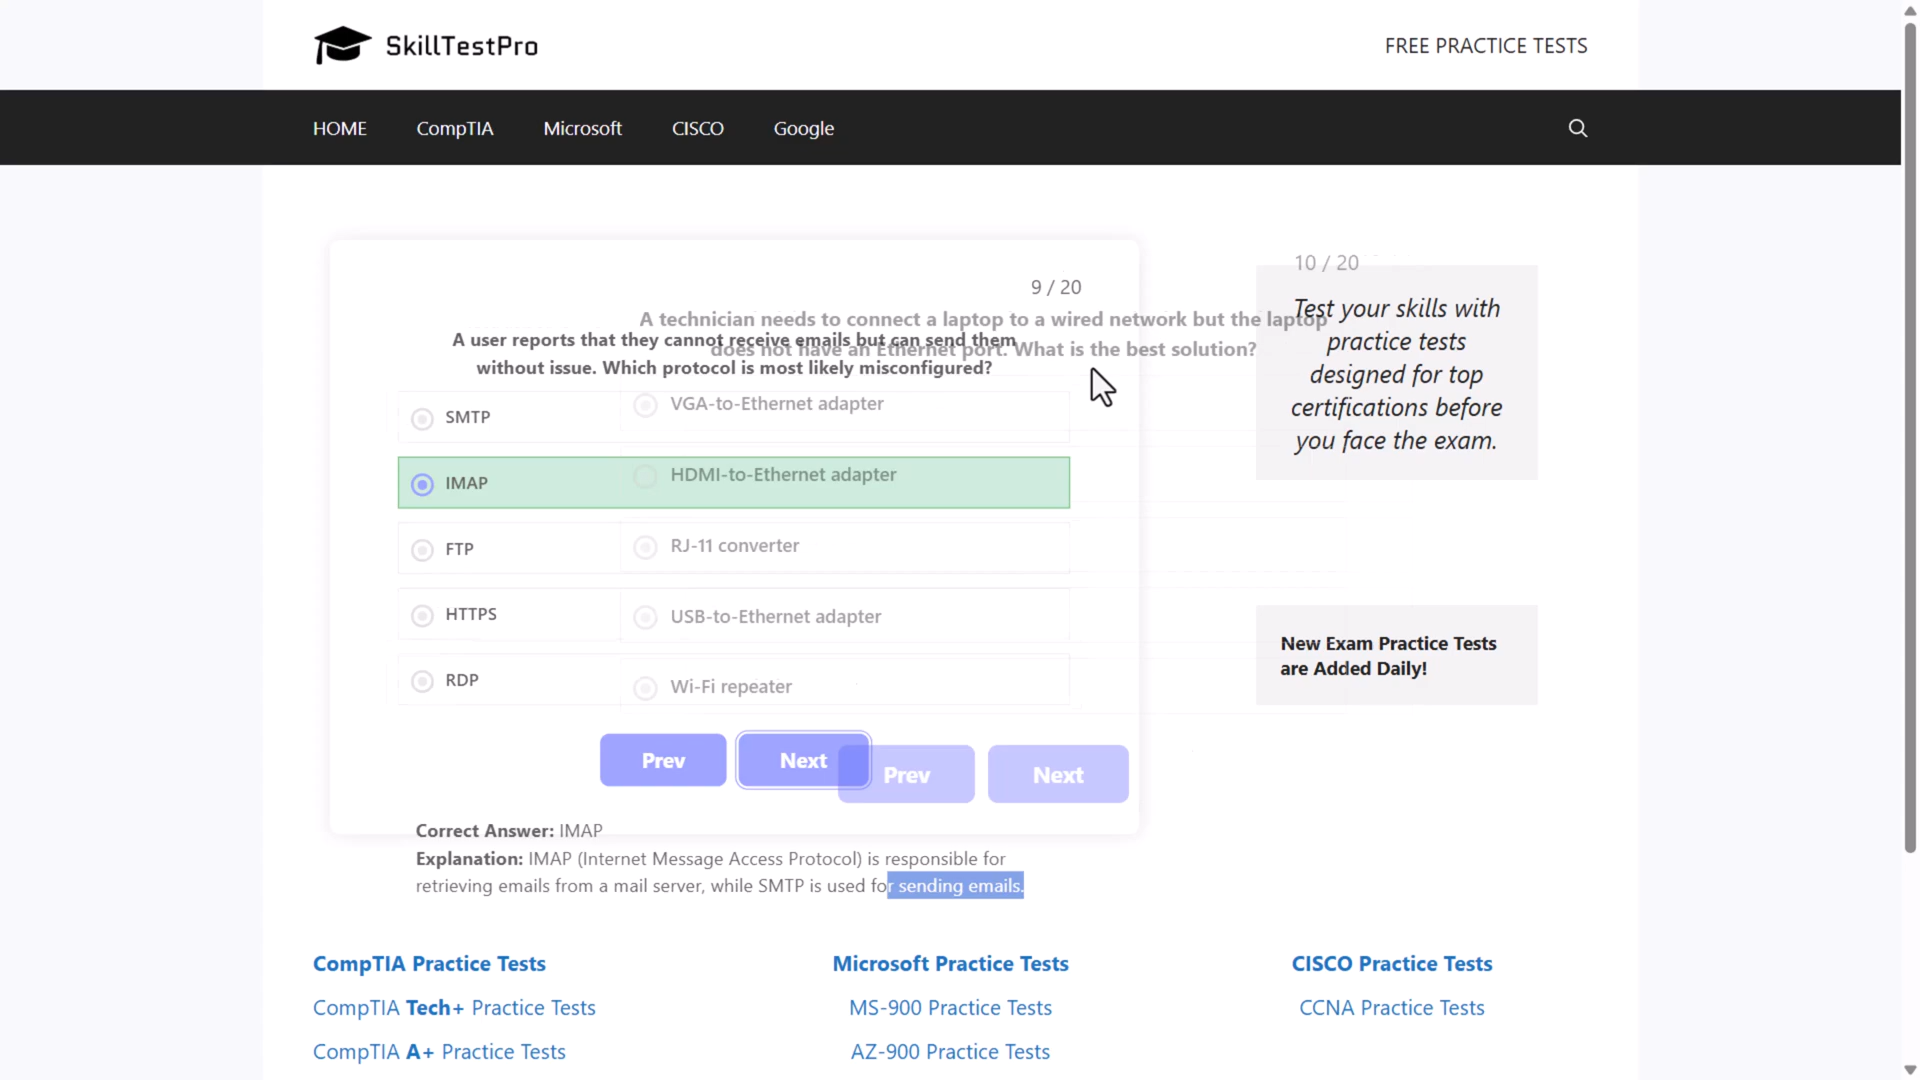 SkillTestPro
FREE PRACTICE TESTS
HOME
CompTIA
Microsoft
CISCO
Google
9 / 20
A user reports that they cannot receive emails but can send them
without issue. Which protocol is most likely misconfigured?
SMTP
IMAP
FTP
HTTPS
RDP
Prev
Next
10 / 20
A technician needs to connect a laptop to a wired network but the laptop
does not have an Ethernet port. What is the best solution?
VGA-to-Ethernet adapter
HDMI-to-Ethernet adapter
RJ-11 converter
USB-to-Ethernet adapter
Wi-Fi repeater
Prev
Next
Correct Answer: IMAP
Explanation: IMAP (Internet Message Access Protocol) is responsible for
retrieving emails from a mail server, while SMTP is used for sending emails.
Test your skills with
practice tests
designed for top
certifications before
you face the exam.
New Exam Practice Tests
are Added Daily!
CompTIA Practice Tests
CompTIA Tech+ Practice Tests
CompTIA A+ Practice Tests
Microsoft Practice Tests
MS-900 Practice Tests
AZ-900 Practice Tests
CISCO Practice Tests
CCNA Practice Tests